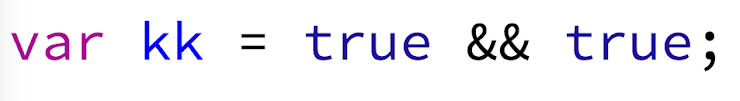 var kk = true && true;